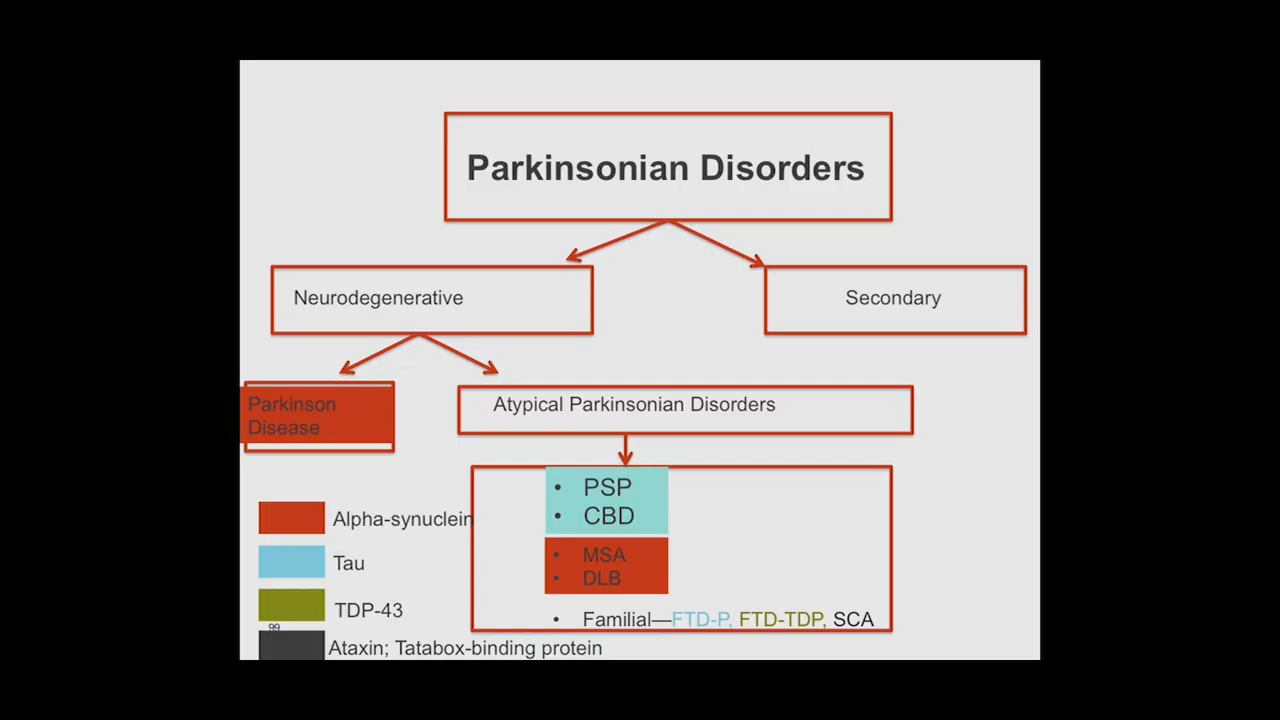 Parkinsonian Disorders
Neurodegenerative
Secondary
Parkinson
Disease
Atypical Parkinsonian Disorders
• PSP
• CBD
• MSA
• DLB
• Familial—FTD-P, FTD-TDP, SCA
Alpha-synuclein
Tau
TDP-43
99
Ataxin; Tatabox-binding protein